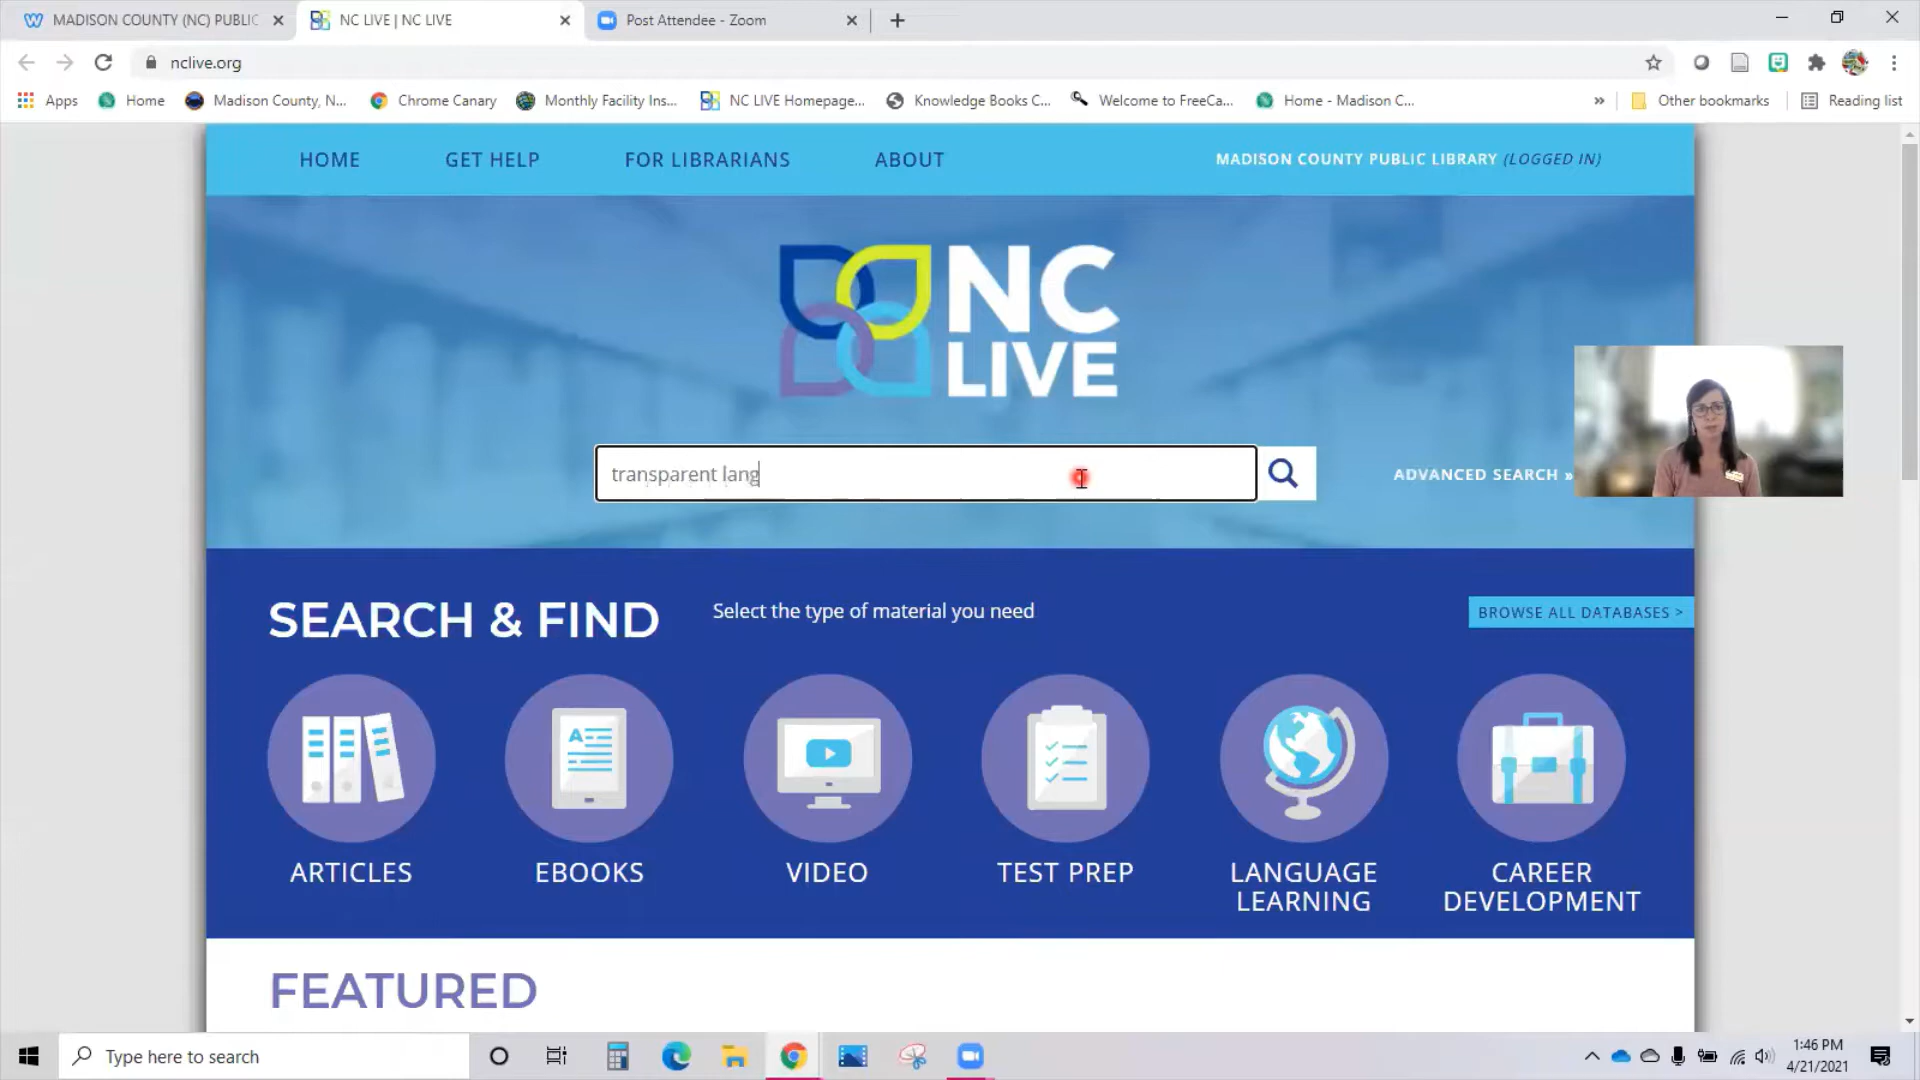 MADISON COUNTY (NC) PUBLIC
NC LIVE | NC LIVE
Post Attendee - Zoom
nclive.org
Apps
Home
Madison County, N...
Chrome Canary
Monthly Facility Ins...
NC LIVE Homepage...
Knowledge Books C...
Welcome to FreeCa...
Home - Madison C...
»
Other bookmarks
Reading list
HOME
GET HELP
FOR LIBRARIANS
ABOUT
MADISON COUNTY PUBLIC LIBRARY (LOGGED IN)
NC
LIVE
transparent lang
ADVANCED SEARCH »
SEARCH & FIND
Select the type of material you need
BROWSE ALL DATABASES >
ARTICLES
EBOOKS
VIDEO
TEST PREP
LANGUAGE
LEARNING
CAREER
DEVELOPMENT
FEATURED
Type here to search
1:46 PM
4/21/2021